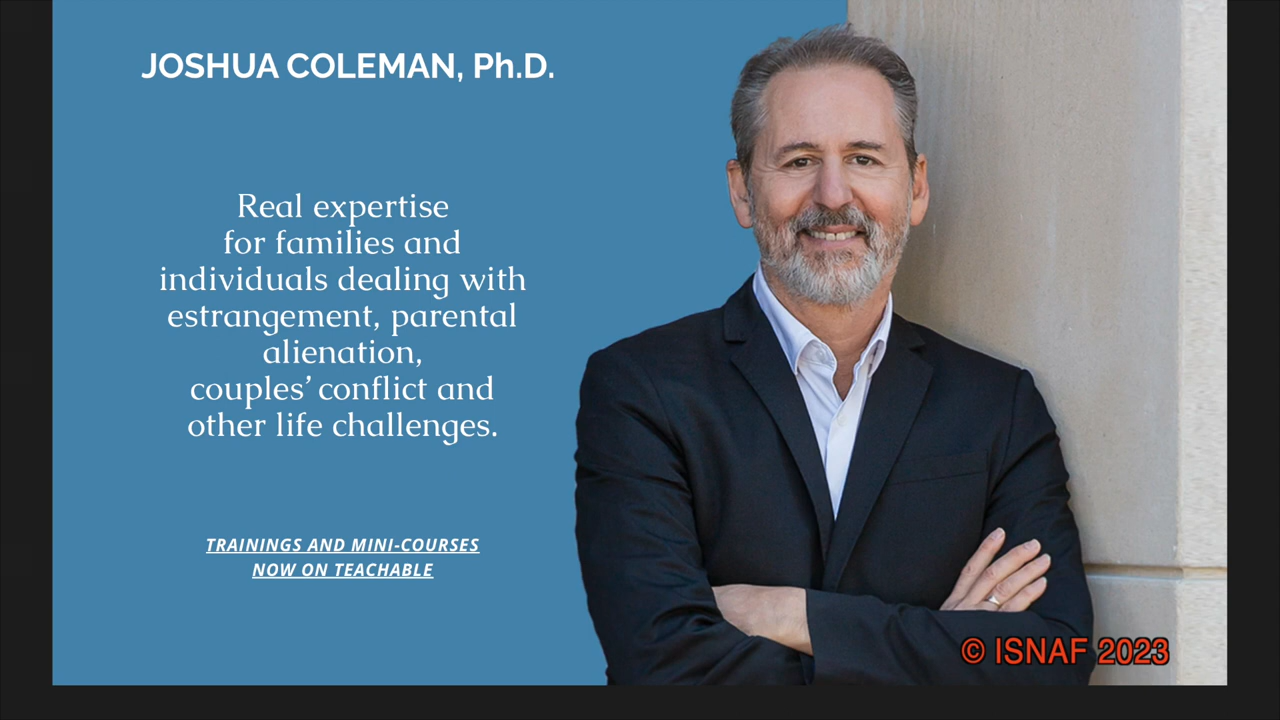 JOSHUA COLEMAN, Ph.D.
Real expertise
for families and
individuals dealing with
estrangement, parental
alienation,
couples’ conflict and
other life challenges.
TRAININGS AND MINI-COURSES
NOW ON TEACHABLE
© ISNAF 2023